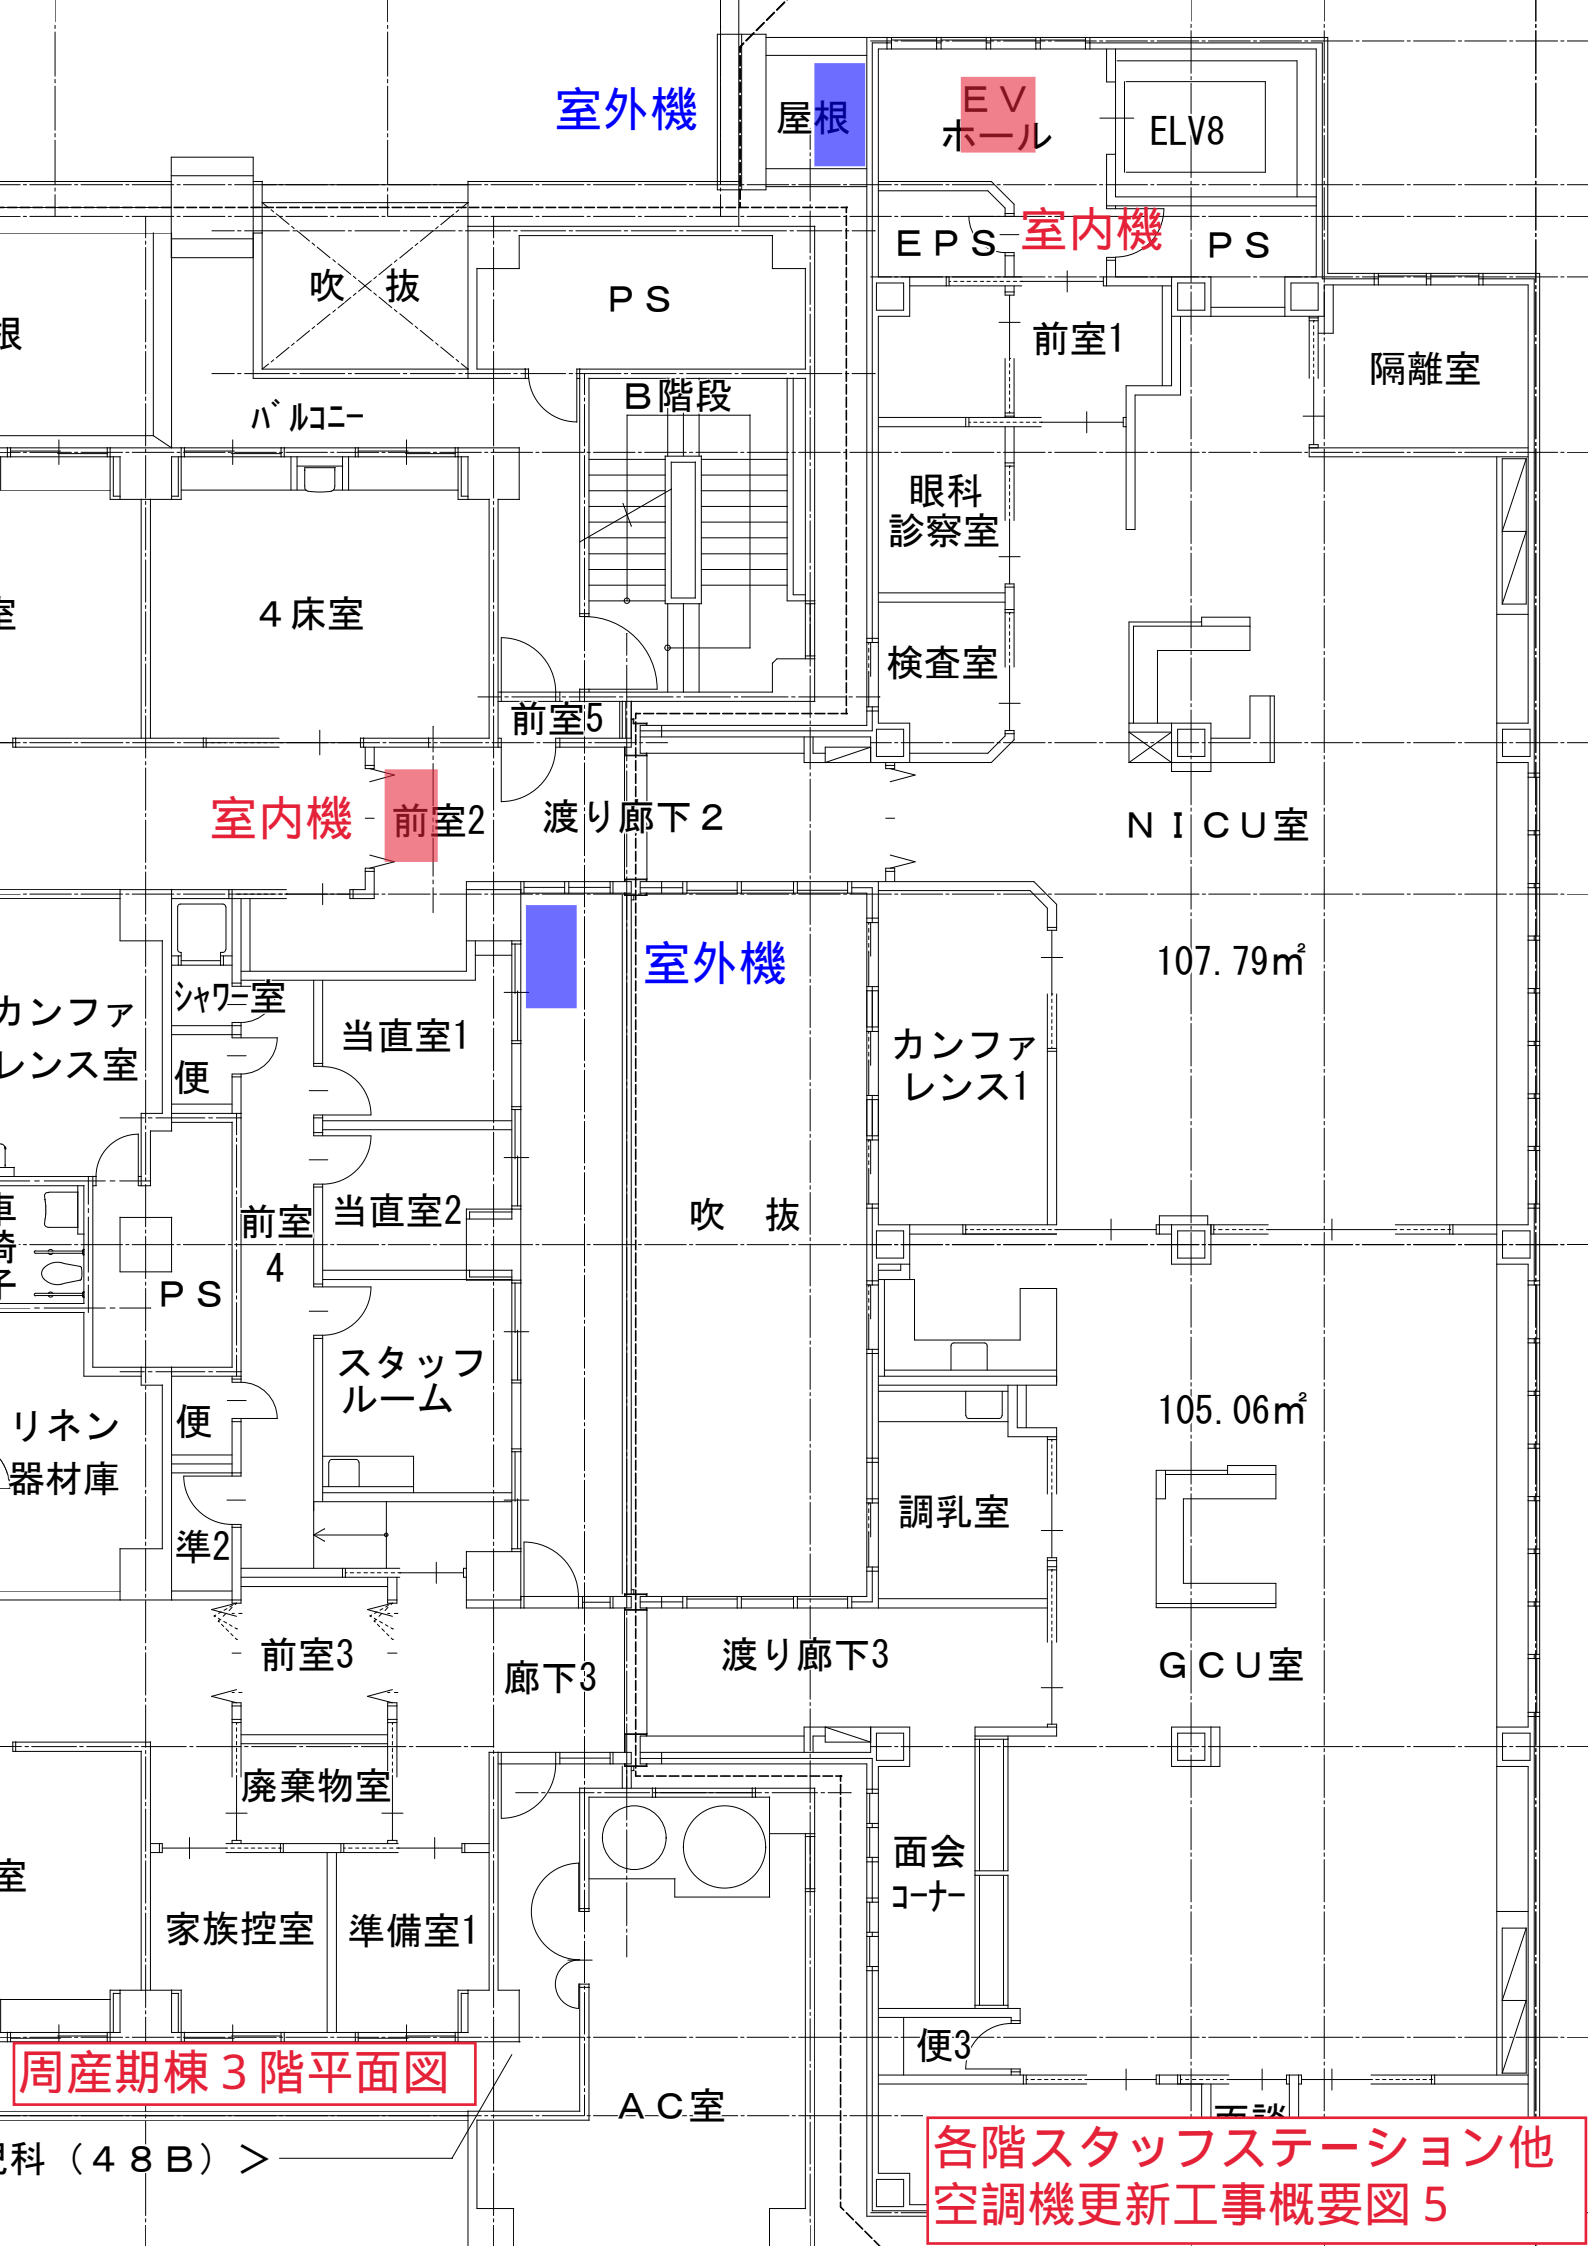 室外機
屋根
ＥＶ
ホール
ELV8
ＥＰＳ
室内機
ＰＳ
吹　抜
ＰＳ
根
前室1
隔離室
Ｂ階段
バルコニー
眼科
診察室
室
４床室
検査室
前室5
室内機
前室2
渡り廊下２
ＮＩＣＵ室
室外機
107.79㎡
シャワー室
カンファ
レンス室
当直室1
カンファ
レンス1
便
車椅子
前室
4
当直室2
吹　抜
ＰＳ
スタッフ
ルーム
105.06㎡
リネン
器材庫
便
調乳室
準2
前室3
廊下3
渡り廊下3
ＧＣＵ室
廃棄物室
室
面会
コーナー
家族控室
準備室1
便3
周産期棟３階平面図
ＡＣ室
面談
科（４８Ｂ）＞
各階スタッフステーション他
空調機更新工事概要図５